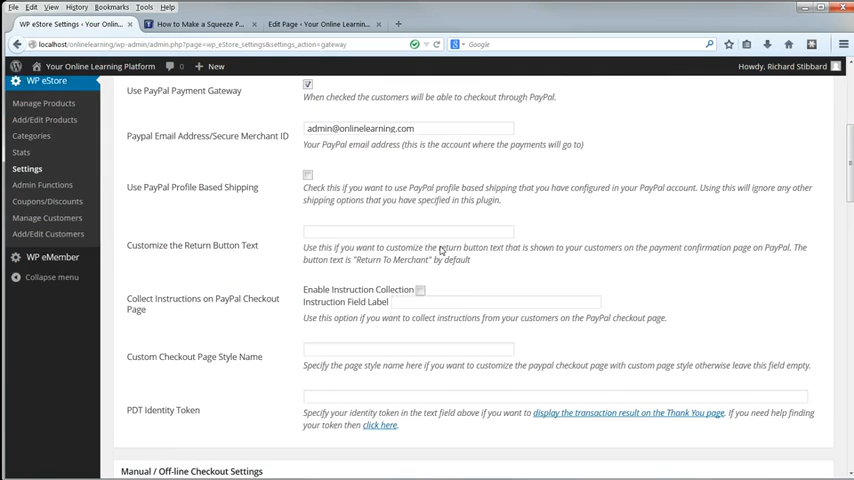 File Edit View History Bookmarks Tools Help
WP eStore Settings ‹ Your Onli...
How to Make a Squeeze P...
Edit Page ‹ Your Online Learnin...
localhost/onlinelearning/wp-admin/admin.php?page=wp_eStore_settings&settings_action=gateway
Google
Your Online Learning Platform 0 New
Howdy, Richard Stibbard
WP eStore
Manage Products
Add/Edit Products
Categories
Stats
Settings
Admin Functions
Coupons/Discounts
Manage Customers
Add/Edit Customers
WP eMember
Collapse menu
Use PayPal Payment Gateway
When checked the customers will be able to checkout through PayPal.
Paypal Email Address/Secure Merchant ID
admin@onlinelearning.com
Your PayPal email address (this is the account where the payments will go to)
Use PayPal Profile Based Shipping
Check this if you want to use PayPal profile based shipping that you have configured in your PayPal account. Using this will ignore any other
shipping options that you have specified in this plugin.
Customize the Return Button Text
Use this if you want to customize the return button text that is shown to your customers on the payment confirmation page on PayPal. The
button text is "Return To Merchant" by default
Collect Instructions on PayPal Checkout
Page
Enable Instruction Collection
Instruction Field Label
Use this option if you want to collect instructions from your customers on the PayPal checkout page.
Custom Checkout Page Style Name
Specify the page style name here if you want to customize the paypal checkout page with custom page style otherwise leave this field empty.
PDT Identity Token
Specify your identity token in the text field above if you want to display the transaction result on the Thank You page. If you need help finding
your token then click here.
Manual / Off-line Checkout Settings